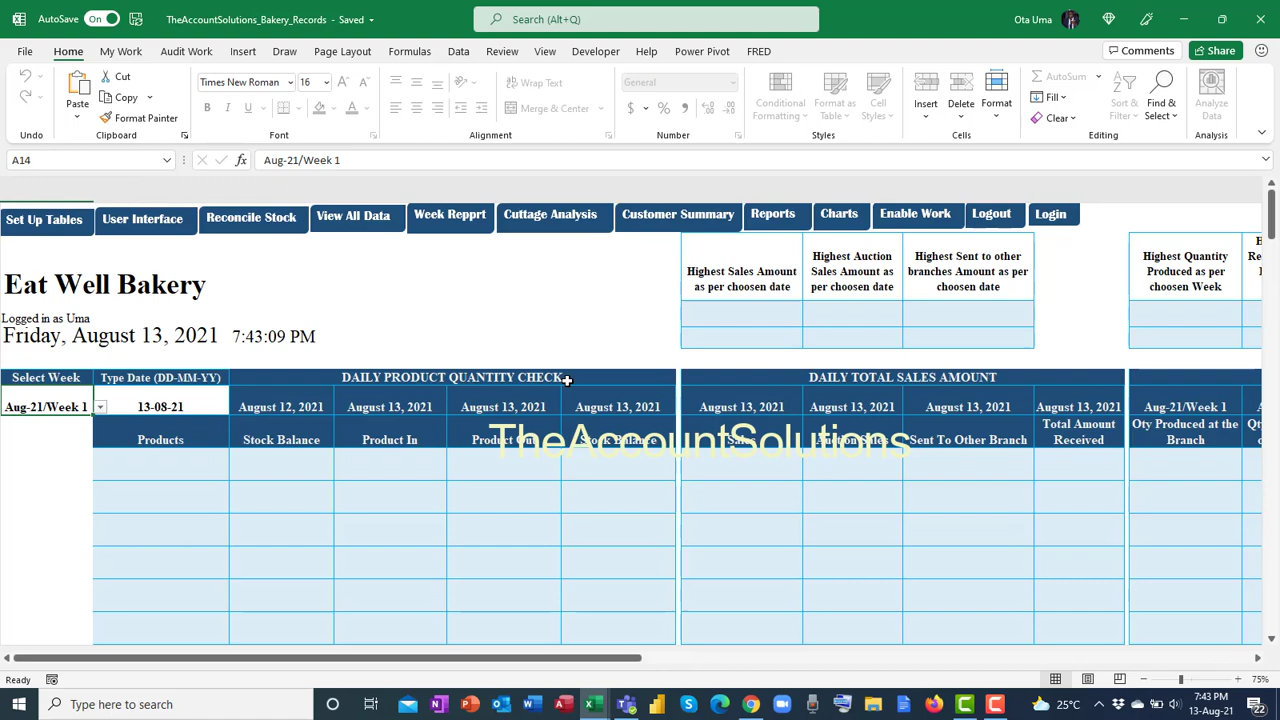 AutoSave On TheAccountSolutions_Bakery_Records - Saved Search (Alt+Q) Ota Uma
File Home My Work Audit Work Insert Draw Page Layout Formulas Data Review View Developer Help Power Pivot FRED Comments Share
Paste Cut Copy Format Painter
Times New Roman 16
B I U A
Wrap Text
Merge & Center
General
$ %
Conditional Formatting Format as Table Cell Styles
Insert Delete Format
AutoSum Fill Clear
Sort & Filter Find & Select Analyze Data
Undo Clipboard Font Alignment Number Styles Cells Editing Analysis
A14 fx Aug-21/Week 1
Set Up Tables User Interface Reconcile Stock View All Data Week Repprt Cuttage Analysis Customer Summary Reports Charts Enable Work Logout Login
Highest Sales Amount as per choosen date
Highest Auction Sales Amount as per choosen date
Highest Sent to other branches Amount as per choosen date
Highest Quantity Produced as per choosen Week
Eat Well Bakery
Logged in as Uma
Friday, August 13, 2021 7:43:09 PM
Select Week Type Date (DD-MM-YY) DAILY PRODUCT QUANTITY CHECK DAILY TOTAL SALES AMOUNT
Aug-21/Week 1 13-08-21 August 12, 2021 August 13, 2021 August 13, 2021 August 13, 2021 August 13, 2021 August 13, 2021 August 13, 2021 August 13, 2021 Aug-21/Week 1
Products Stock Balance Product In Product Out Stock Balance Sales Auction Sales Sent To Other Branch Total Amount Received Qty Produced at the Branch
TheAccountSolutions
Ready 75%
Type here to search
25°C
7:43 PM
13-Aug-21
22